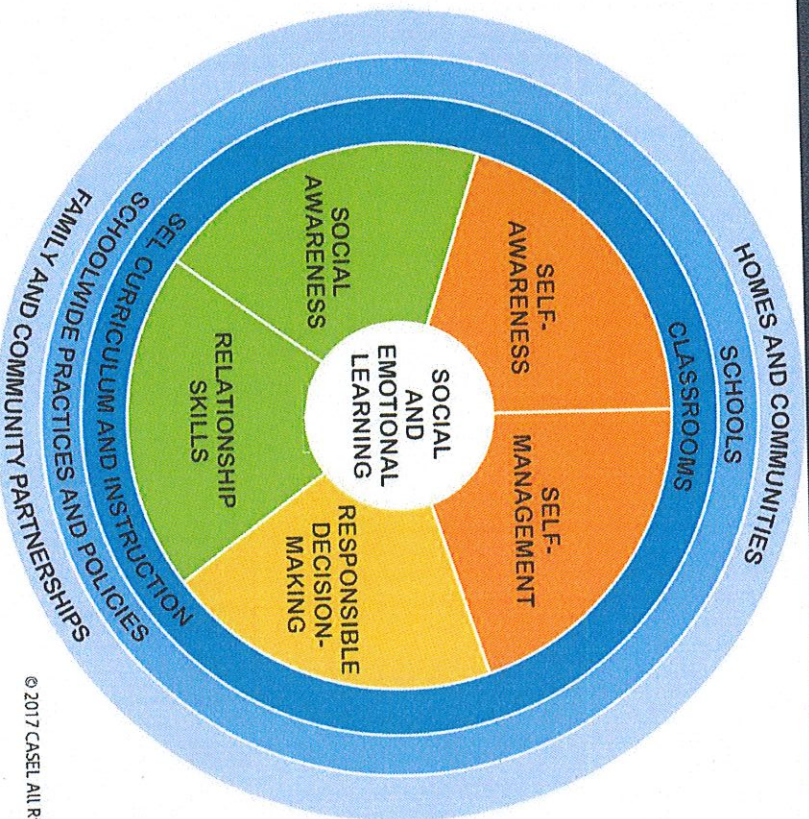 HOMES AND COMMUNITIES
SCHOOLS
CLASSROOMS
SELF-
AWARENESS
SELF-
MANAGEMENT
SOCIAL
AWARENESS
SOCIAL
AND
EMOTIONAL
LEARNING
RESPONSIBLE
DECISION-
MAKING
RELATIONSHIP
SKILLS
SEL CURRICULUM AND INSTRUCTION
SCHOOLWIDE PRACTICES AND POLICIES
FAMILY AND COMMUNITY PARTNERSHIPS
© 2017 CASEL All